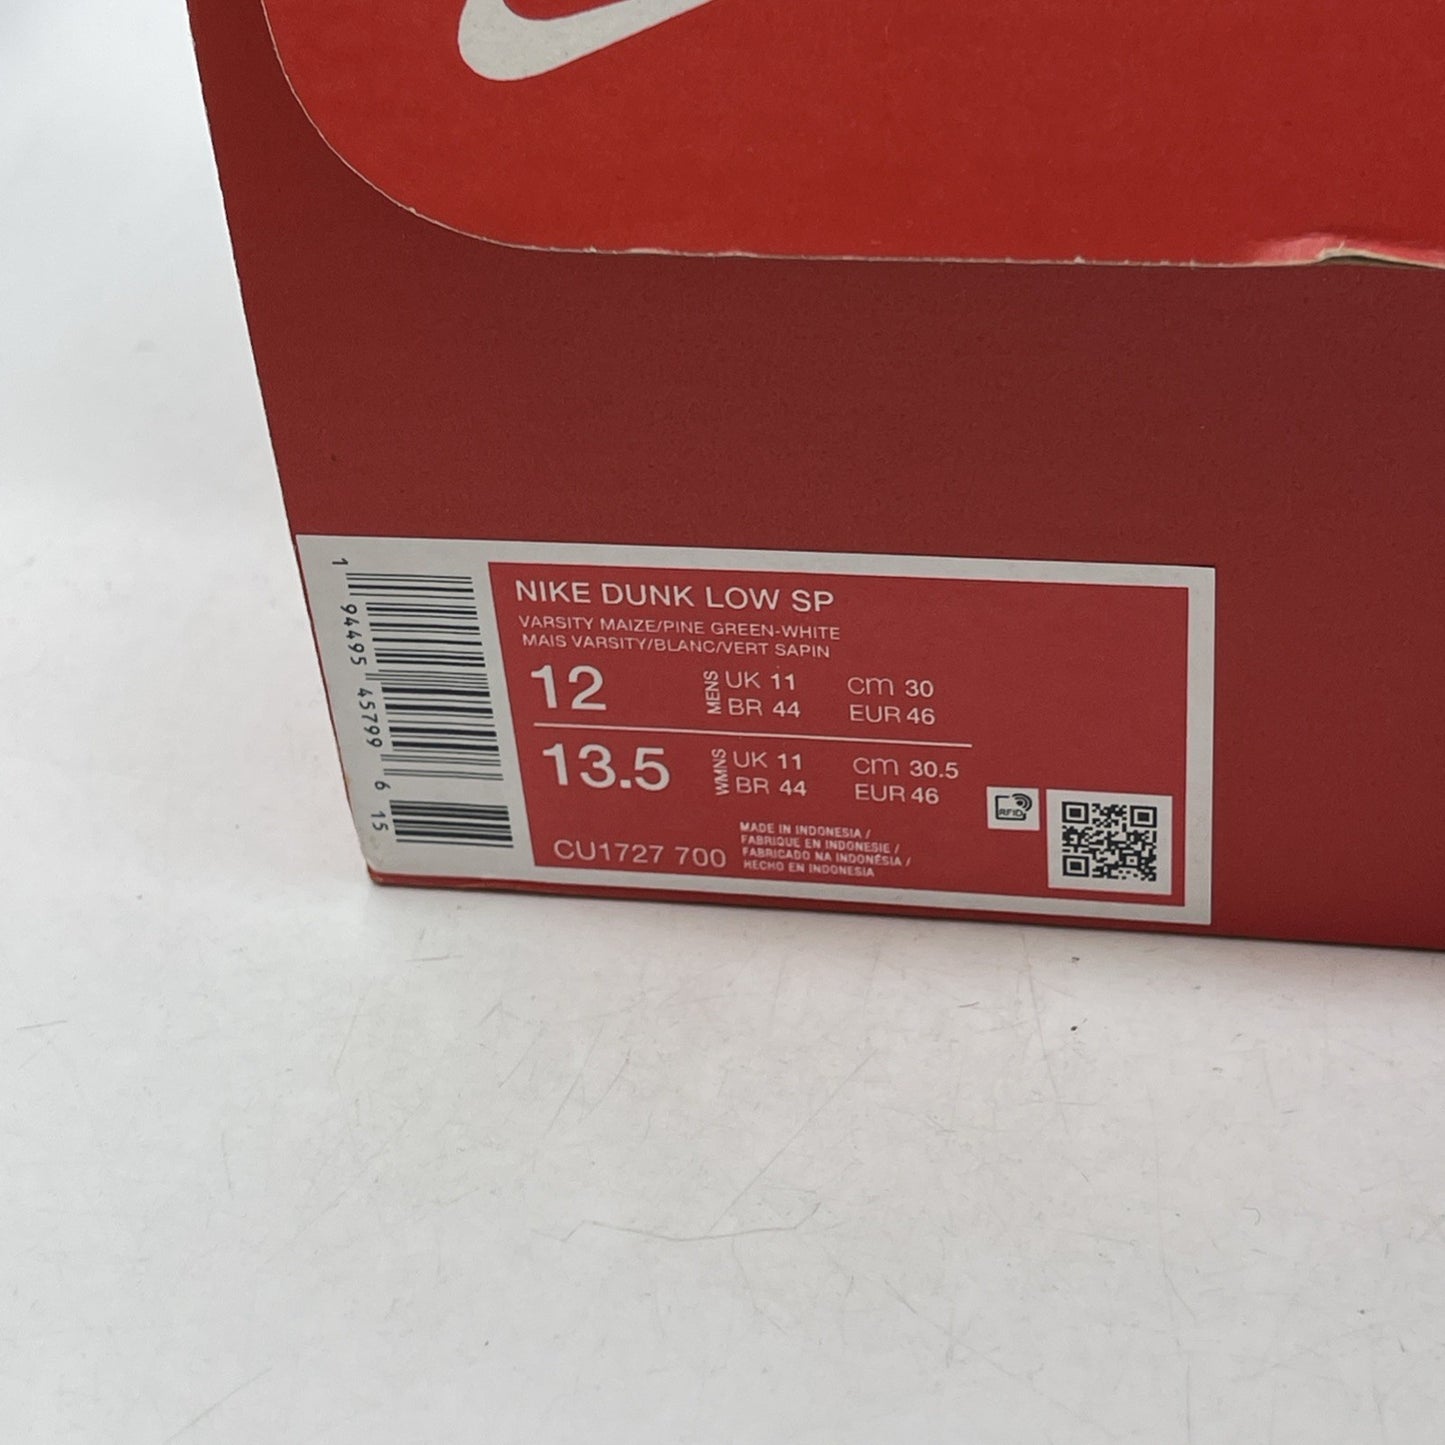 NIKE DUNK LOW SP
VARSITY MAIZE/PINE GREEN-WHITE
MAIS VARSITY/BLANC/VERT SAPIN
12 MENS UK 11 cm 30
BR 44 EUR 46
13.5 WMNS UK 11 cm 30.5
BR 44 EUR 46
CU1727 700
MADE IN INDONESIA /
FABRIQUE EN INDONESIE /
FABRICADO NA INDONÉSIA /
HECHO EN INDONESIA
RFID
1 94495 45799 6 15